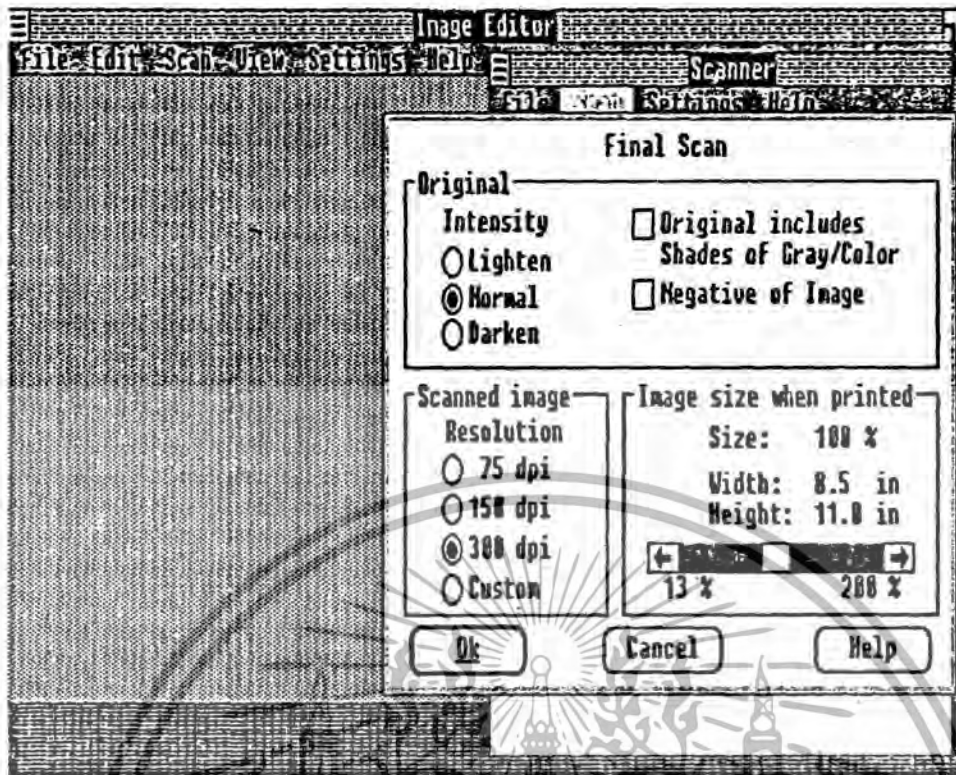 Image Editor
File Edit Scan View Settings Help
Scanner
File Scan Settings Help
Final Scan
Original
Intensity
Lighten
Normal
Darken
Original includes
Shades of Gray/Color
Negative of Image
Scanned image
Resolution
75 dpi
150 dpi
300 dpi
Custom
Image size when printed
Size: 100 %
Width: 8.5 in
Height: 11.0 in
13 % 200 %
Ok Cancel Help